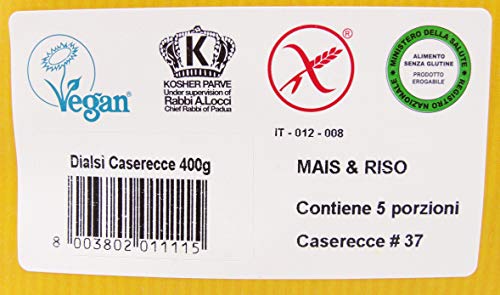 Vegan®
K
KOSHER PARVE
Under supervision of
Rabbi A.Locci
Chief Rabbi of Padua
IT - 012 - 008
MINISTERO DELLA SALUTE
ALIMENTO
SENZA GLUTINE
PRODOTTO
EROGABILE
REGISTRO NAZIONALE
Dialsì Caserecce 400g
8 003802 011115
MAIS & RISO
Contiene 5 porzioni
Caserecce # 37